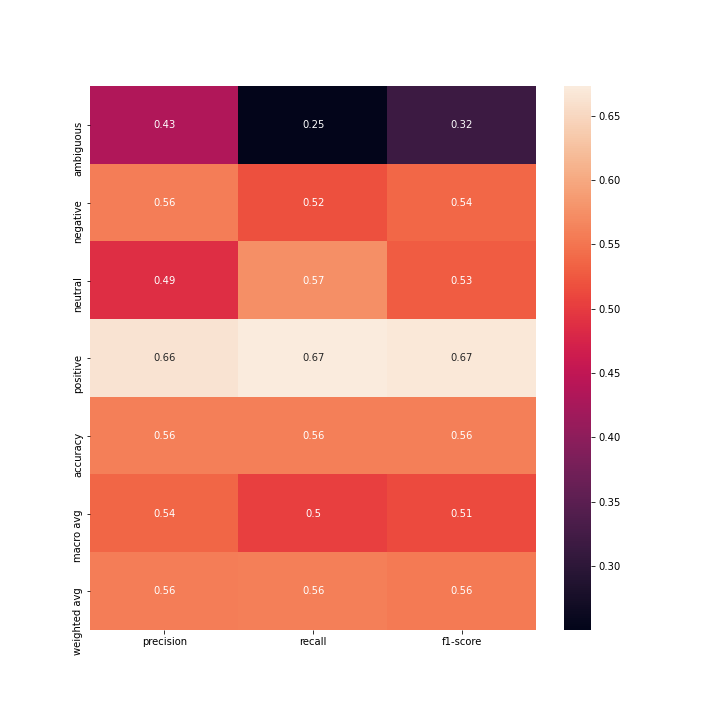 ambiguous 0.43 0.25 0.32
negative 0.56 0.52 0.54
neutral 0.49 0.57 0.53
positive 0.66 0.67 0.67
accuracy 0.56 0.56 0.56
macro avg 0.54 0.5 0.51
weighted avg 0.56 0.56 0.56
precision recall f1-score
0.65
0.60
0.55
0.50
0.45
0.40
0.35
0.30